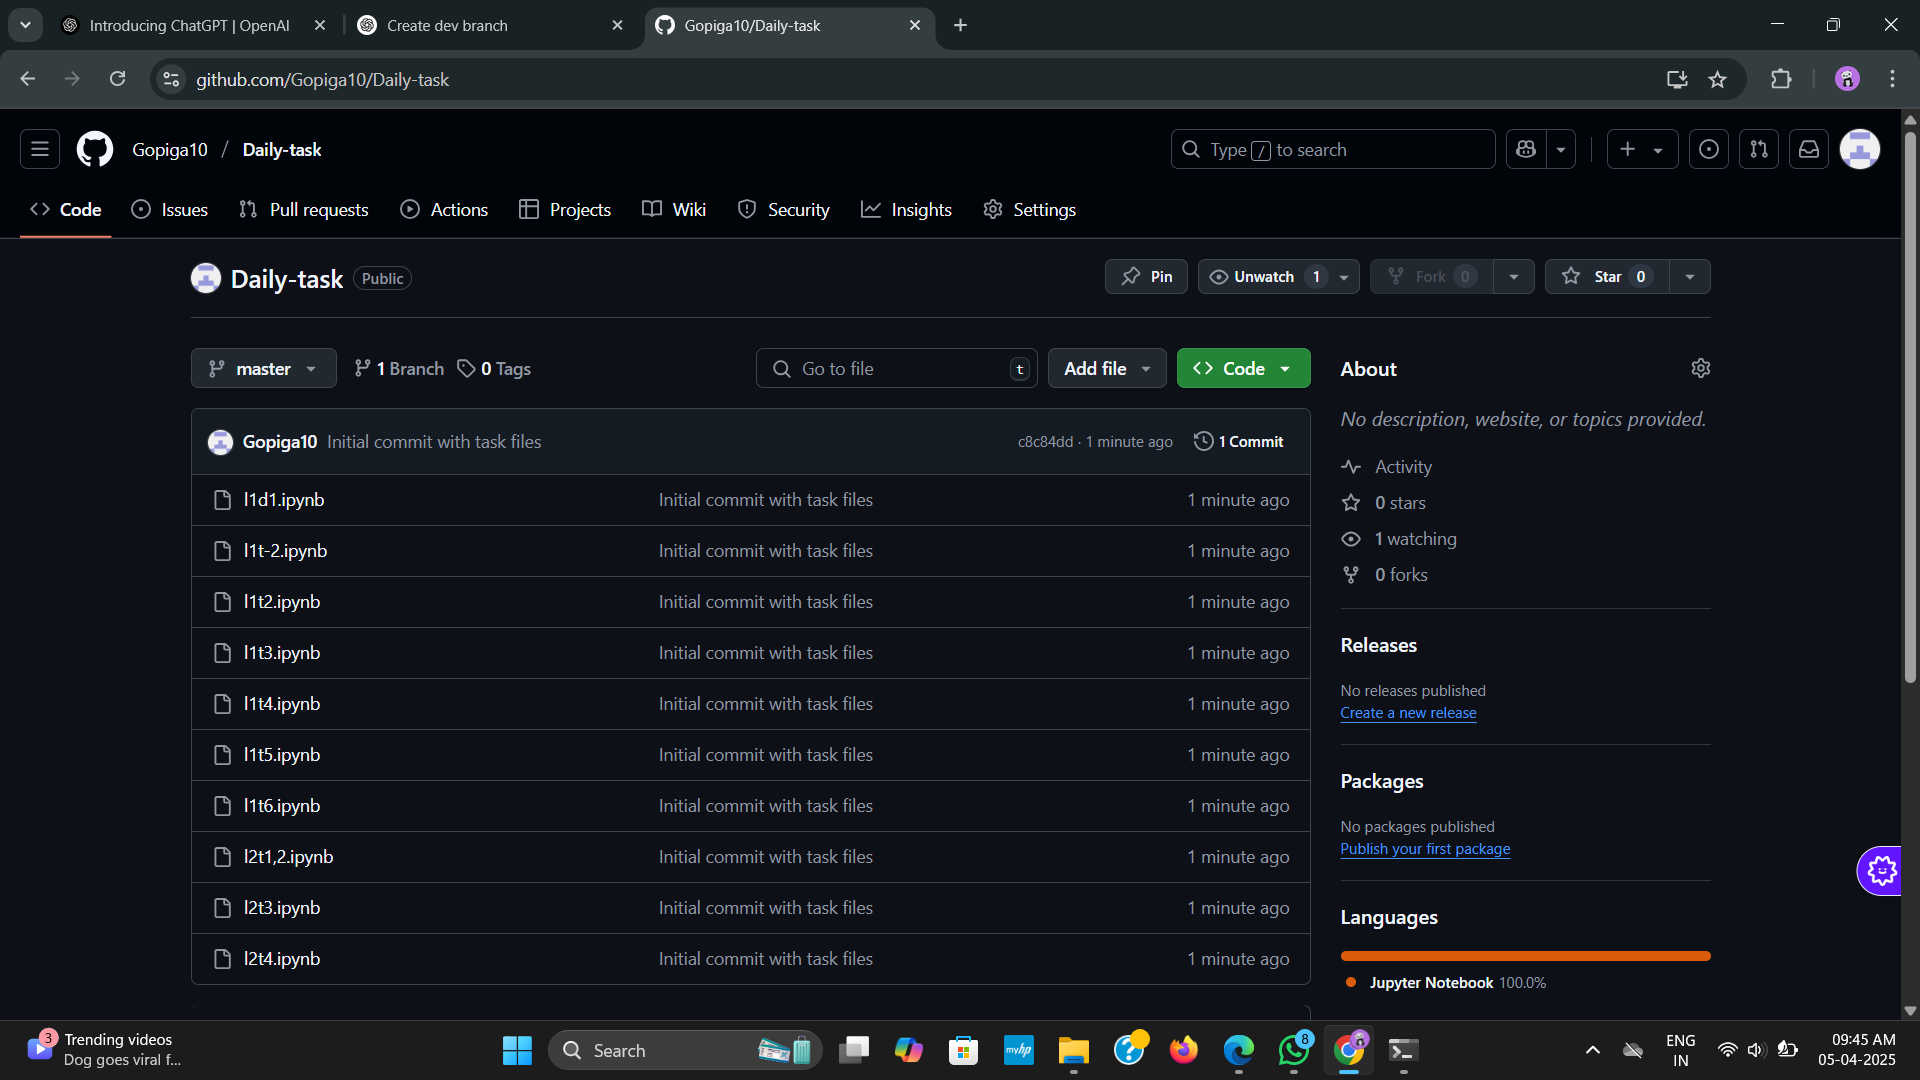 Introducing ChatGPT | OpenAI
Create dev branch
Gopiga10/Daily-task
github.com/Gopiga10/Daily-task
Gopiga10 / Daily-task
Type / to search
Code
Issues
Pull requests
Actions
Projects
Wiki
Security
Insights
Settings
Daily-task Public
Pin
Unwatch 1
Fork 0
Star 0
master
1 Branch
0 Tags
Go to file t
Add file
Code
Gopiga10 Initial commit with task files c8c84dd · 1 minute ago 1 Commit
l1d1.ipynb Initial commit with task files 1 minute ago
l1t-2.ipynb Initial commit with task files 1 minute ago
l1t2.ipynb Initial commit with task files 1 minute ago
l1t3.ipynb Initial commit with task files 1 minute ago
l1t4.ipynb Initial commit with task files 1 minute ago
l1t5.ipynb Initial commit with task files 1 minute ago
l1t6.ipynb Initial commit with task files 1 minute ago
l2t1,2.ipynb Initial commit with task files 1 minute ago
l2t3.ipynb Initial commit with task files 1 minute ago
l2t4.ipynb Initial commit with task files 1 minute ago
About
No description, website, or topics provided.
Activity
0 stars
1 watching
0 forks
Releases
No releases published
Create a new release
Packages
No packages published
Publish your first package
Languages
Jupyter Notebook 100.0%
3
Trending videos
Dog goes viral f...
Search
myhp
8
ENG
IN
09:45 AM
05-04-2025